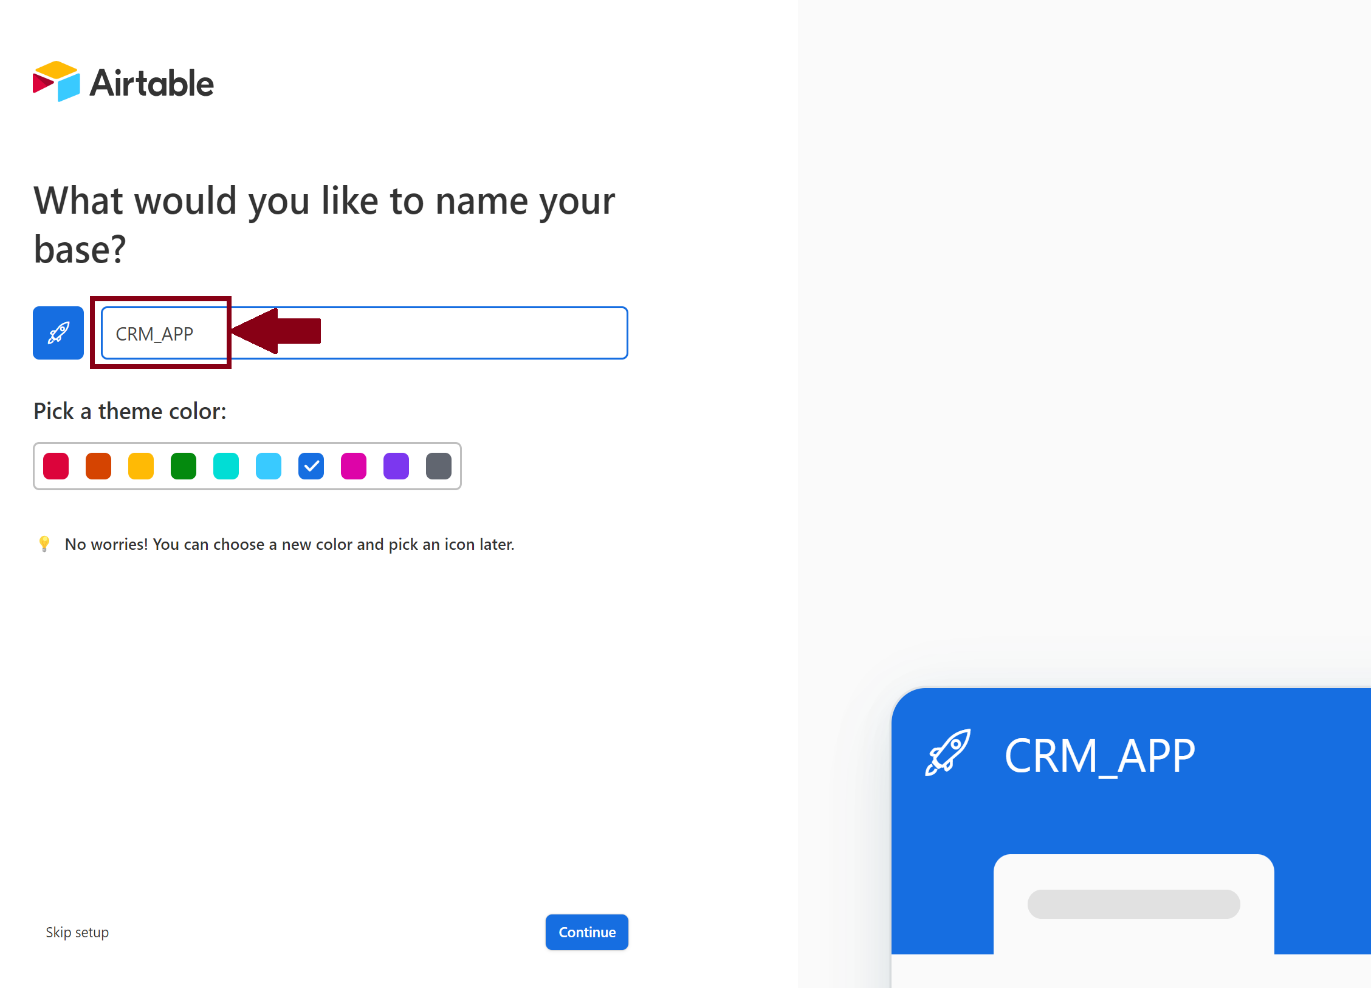 Airtable
What would you like to name your
base?
CRM_APP
Pick a theme color:
No worries! You can choose a new color and pick an icon later.
CRM_APP
Skip setup
Continue